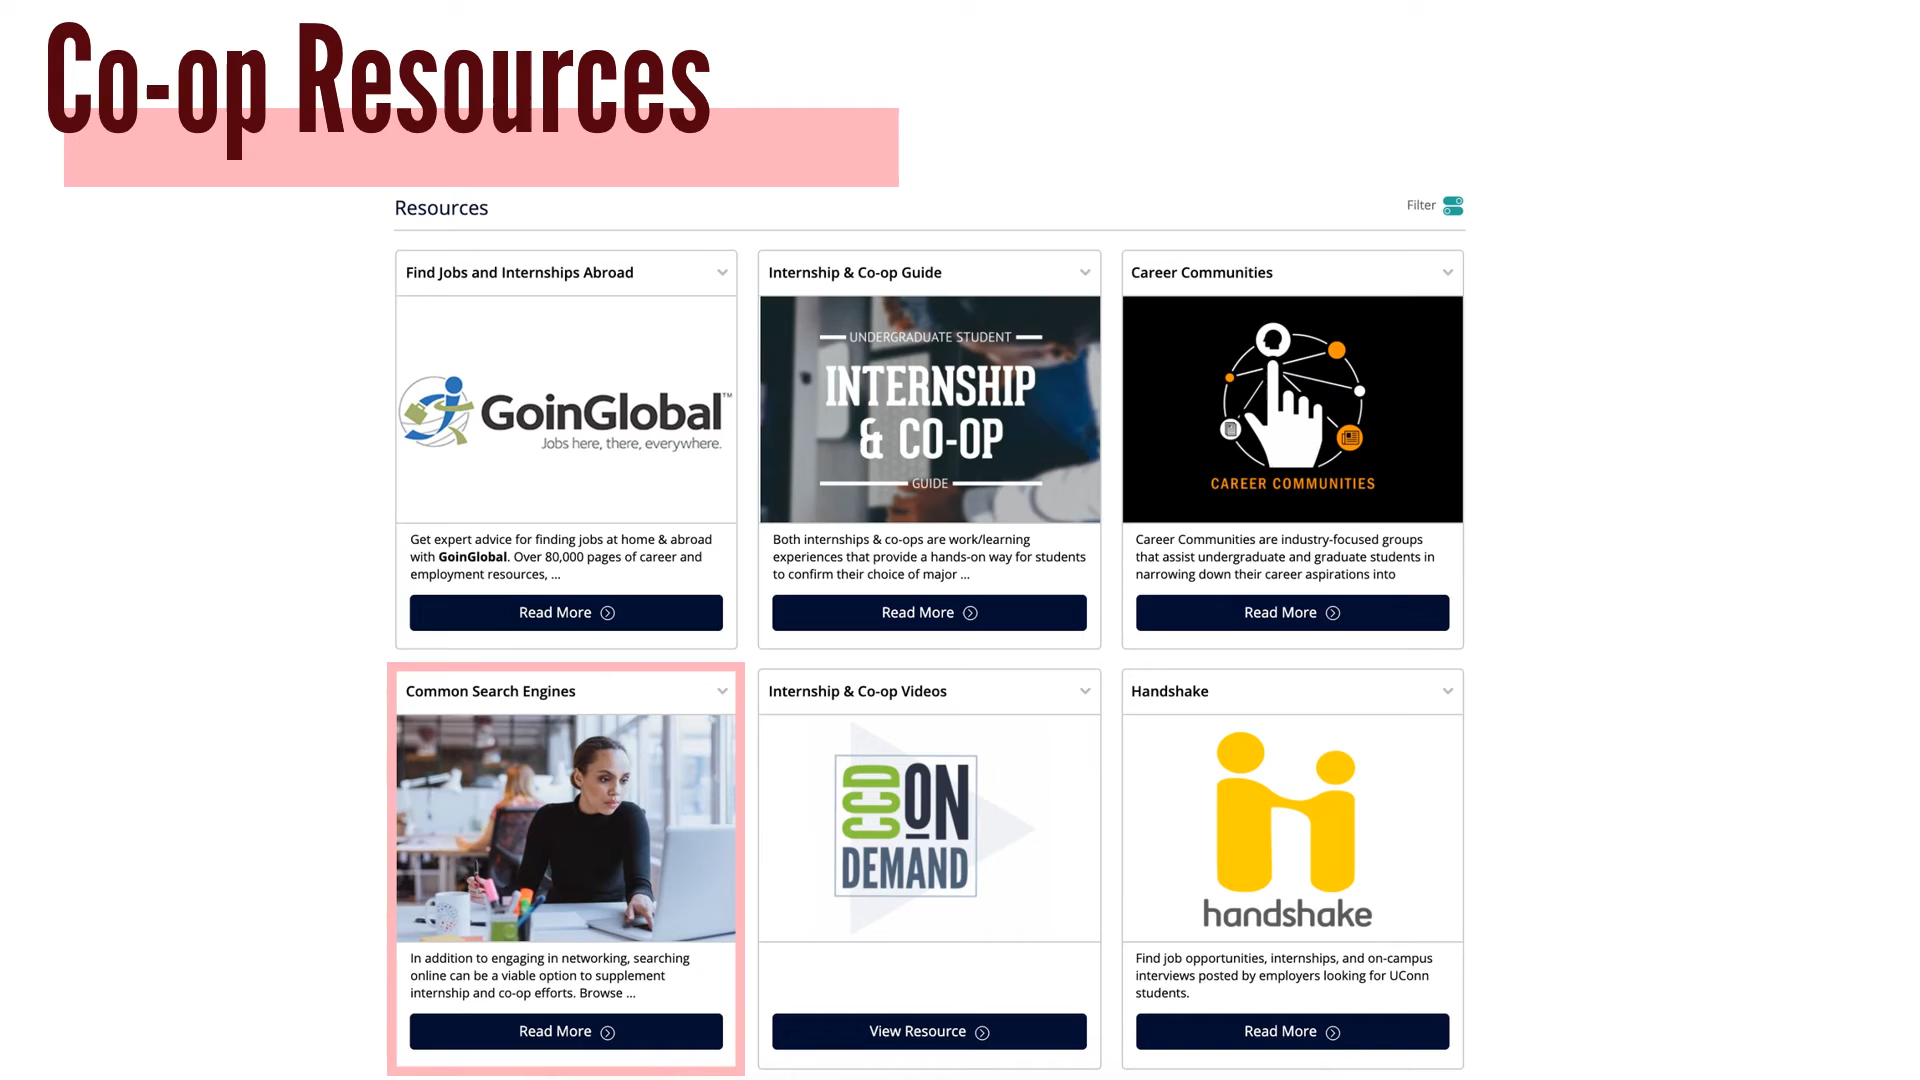 Co-op Resources
Resources
Filter
Find Jobs and Internships Abroad
GoinGlobal™
Jobs here, there, everywhere.
Get expert advice for finding jobs at home & abroad
with GoinGlobal. Over 80,000 pages of career and
employment resources, ...
Read More
Internship & Co-op Guide
UNDERGRADUATE STUDENT
INTERNSHIP
& CO-OP
GUIDE
Both internships & co-ops are work/learning
experiences that provide a hands-on way for students
to confirm their choice of major ...
Read More
Career Communities
CAREER COMMUNITIES
Career Communities are industry-focused groups
that assist undergraduate and graduate students in
narrowing down their career aspirations into
Read More
Common Search Engines
In addition to engaging in networking, searching
online can be a viable option to supplement
internship and co-op efforts. Browse ...
Read More
Internship & Co-op Videos
CCD ON
DEMAND
View Resource
Handshake
handshake
Find job opportunities, internships, and on-campus
interviews posted by employers looking for UConn
students.
Read More